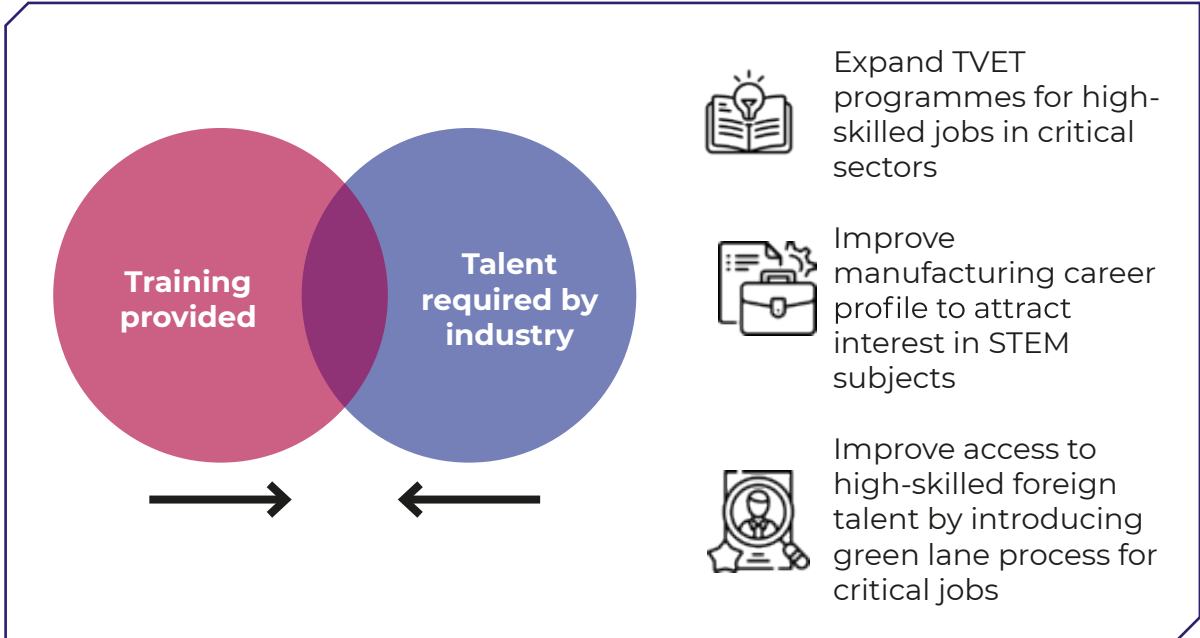 Training
provided
Talent
required by
industry
Expand TVET
programmes for high-
skilled jobs in critical
sectors
Improve
manufacturing career
profile to attract
interest in STEM
subjects
Improve access to
high-skilled foreign
talent by introducing
green lane process for
critical jobs